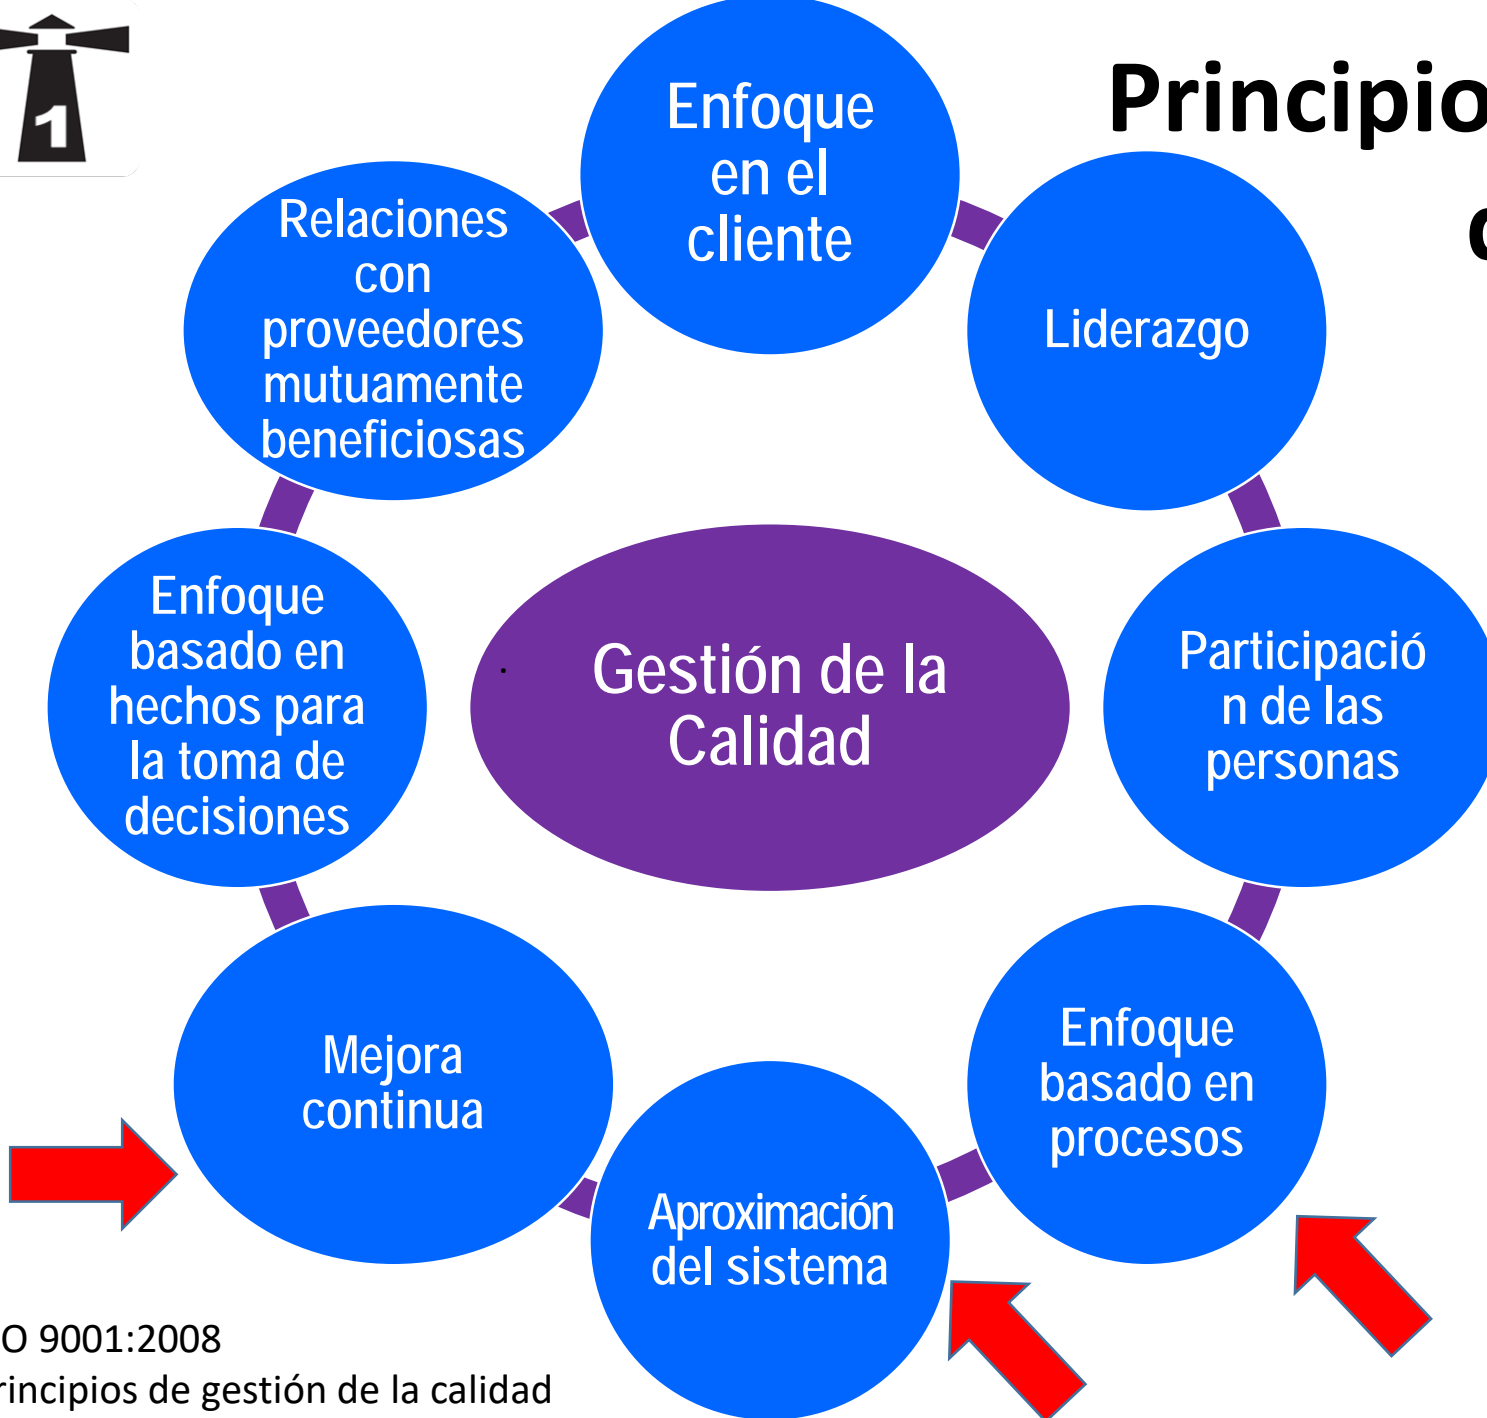 1
Principio
Enfoque
en el
cliente
Liderazgo
Participació
n de las
personas
Enfoque
basado en
procesos
Aproximación
del sistema
Mejora
continua
Enfoque
basado en
hechos para
la toma de
decisiones
Relaciones
con
proveedores
mutuamente
beneficiosas
Gestión de la
Calidad
O 9001:2008
rincipios de gestión de la calidad